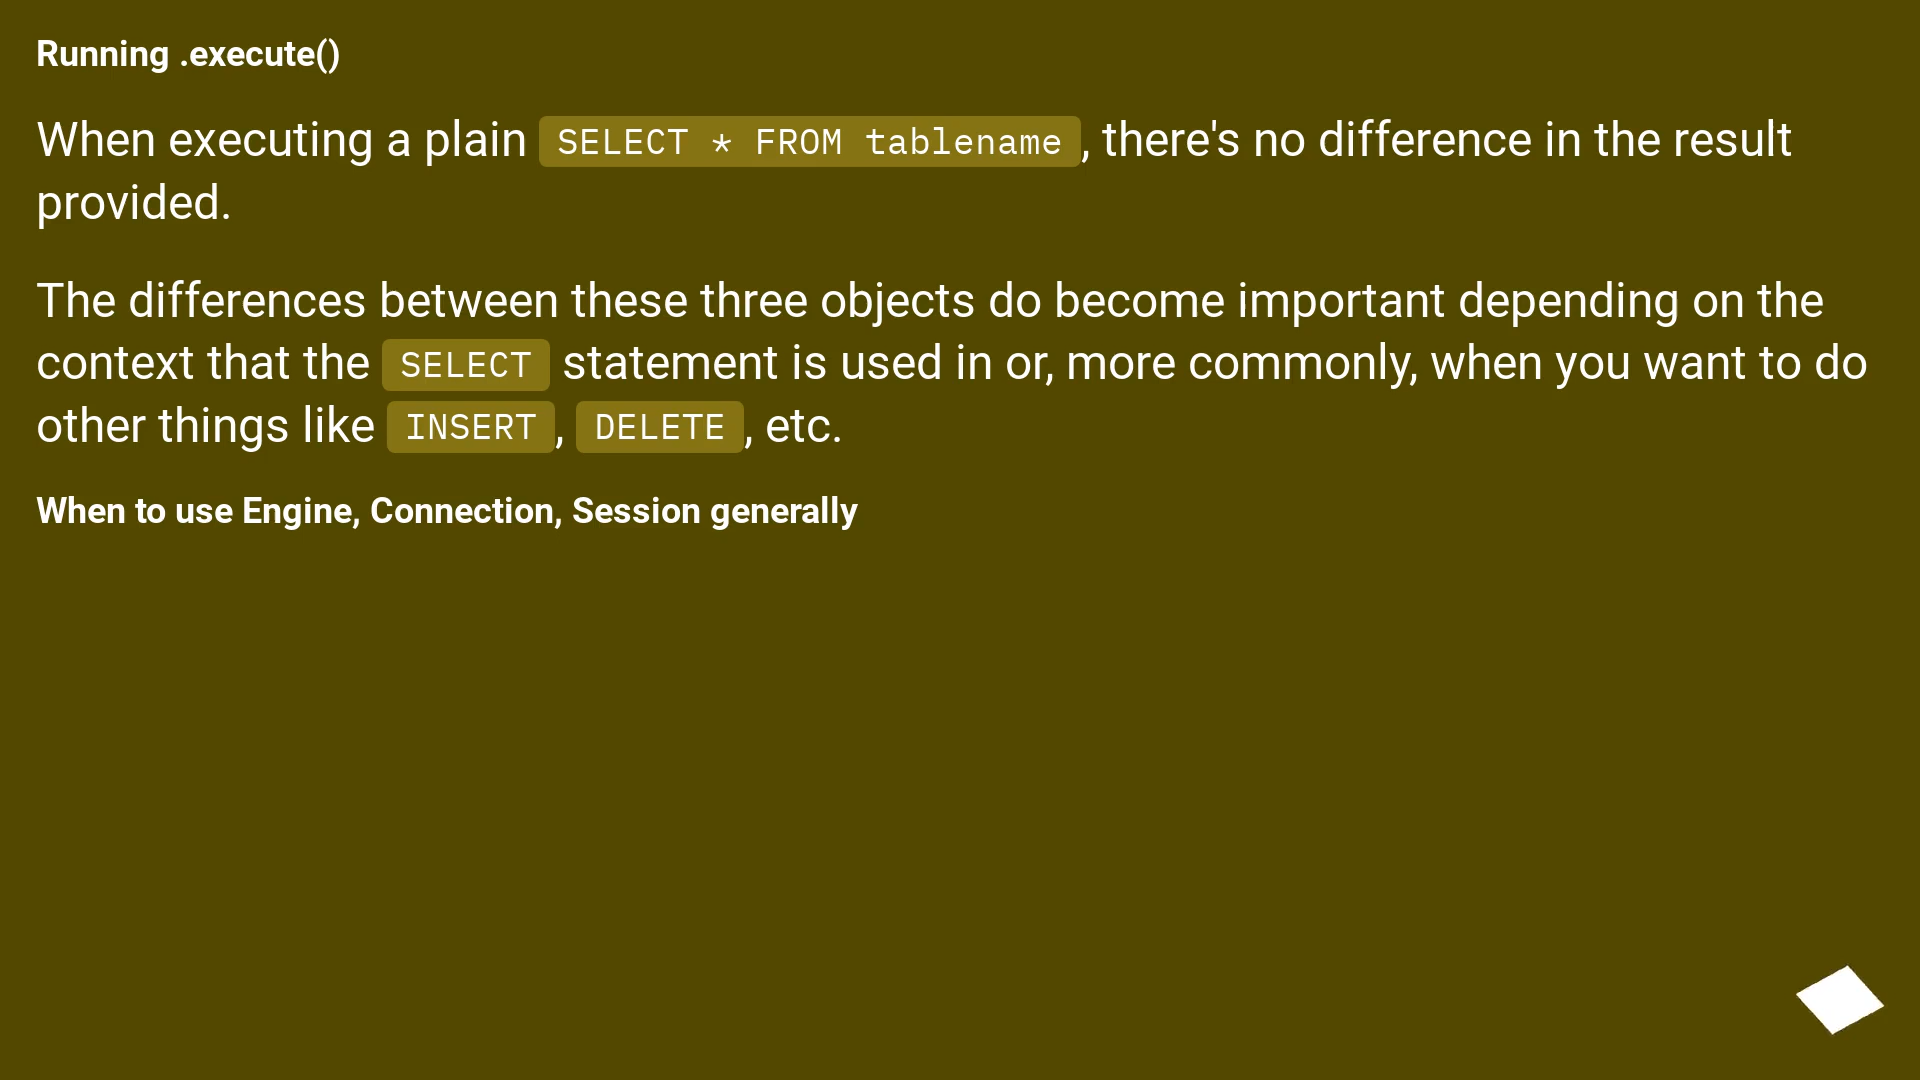 Running .execute()
When executing a plain SELECT * FROM tablename, there's no difference in the result
provided.
The differences between these three objects do become important depending on the
context that the SELECT statement is used in or, more commonly, when you want to do
other things like INSERT, DELETE, etc.
When to use Engine, Connection, Session generally